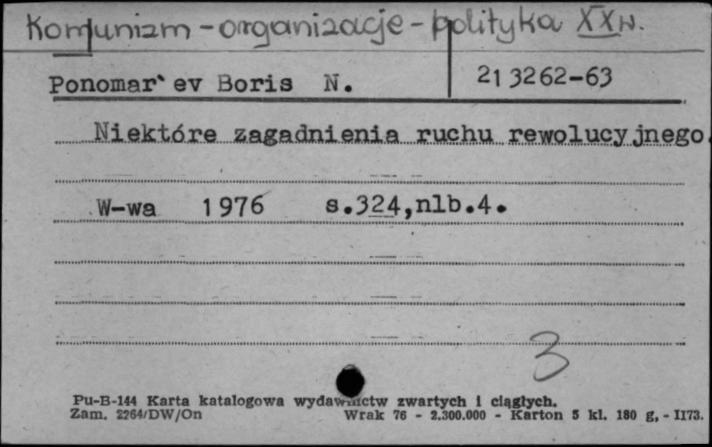 Komunizm - organizacje - polityka XX w.
Ponomar`ev Boris N. 213262-63
Niektóre zagadnienia ruchu rewolucyjnego.
W-wa 1976 s.324,nlb.4.
3
Pu-B-144 Karta katalogowa wydawnictw zwartych i ciągłych.
Zam. 2264/DW/On Wrak 76 - 2.300.000 - Karton 5 kl. 180 g. - II73.